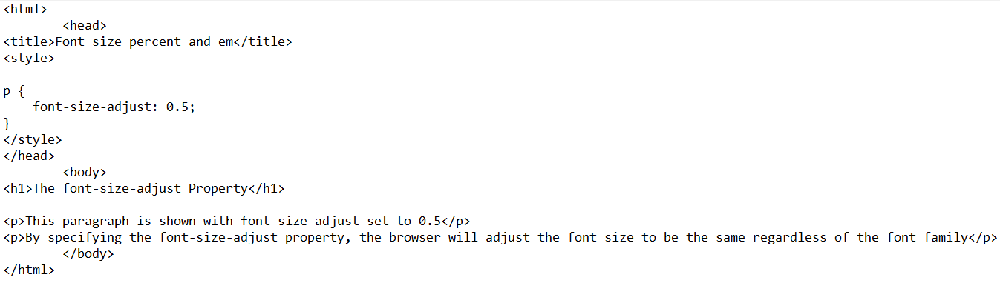 <html>
        <head>
<title>Font size percent and em</title>
<style>

p {
    font-size-adjust: 0.5;
}
</style>
</head>
        <body>
<h1>The font-size-adjust Property</h1>

<p>This paragraph is shown with font size adjust set to 0.5</p>
<p>By specifying the font-size-adjust property, the browser will adjust the font size to be the same regardless of the font family</p>
        </body>
</html>